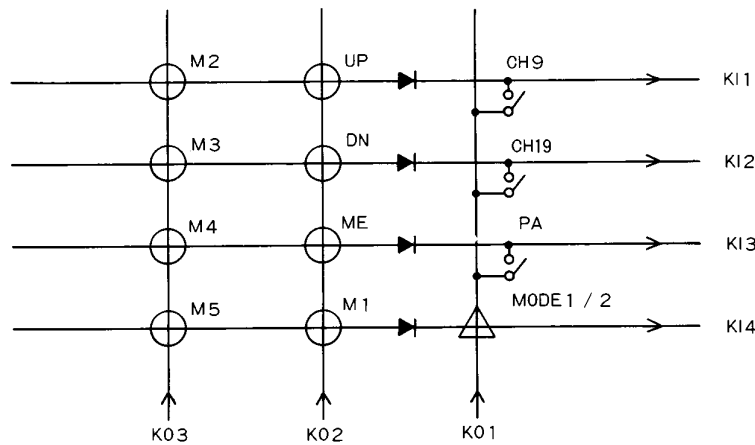 M2 UP CH9 KI1
M3 DN CH19 KI2
M4 ME PA KI3
M5 M1 MODE1 / 2 KI4
KO3 KO2 KO1